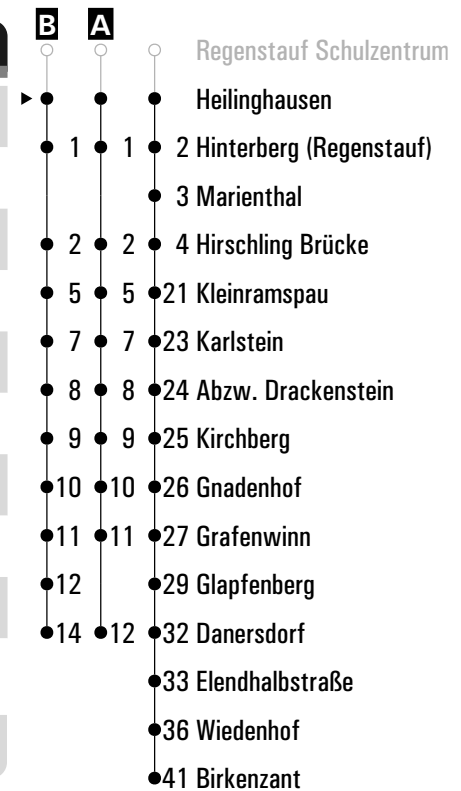 B A
Regenstauf Schulzentrum
Heilinghausen
1 1 2 Hinterberg (Regenstauf)
3 Marienthal
2 2 4 Hirschling Brücke
5 5 21 Kleinramspau
7 7 23 Karlstein
8 8 24 Abzw. Drackenstein
9 9 25 Kirchberg
10 10 26 Gnadenhof
11 11 27 Grafenwinn
12 29 Glapfenberg
14 12 32 Danersdorf
33 Elendhalbstraße
36 Wiedenhof
41 Birkenzant